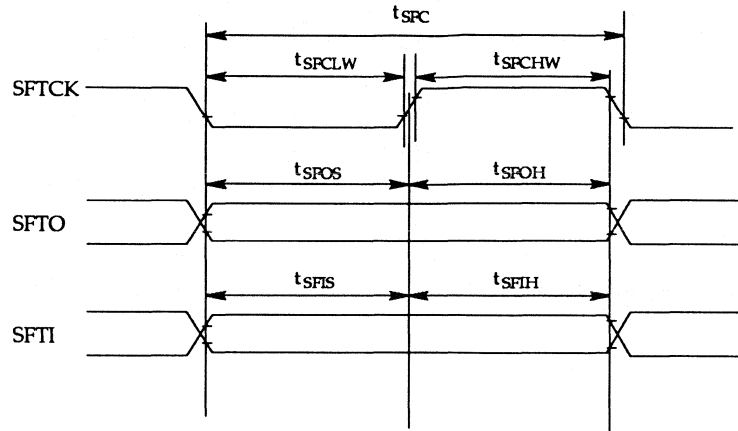 tSPC
tSPCLW tSPCHW
SFTCK
tSPOS tSPOH
SFTO
tSFIS tSFIH
SFTI